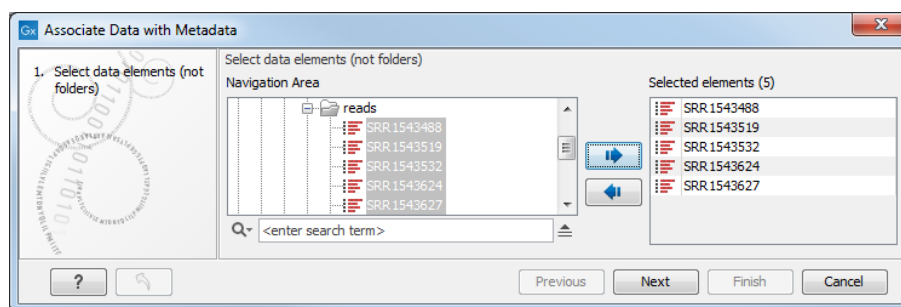 Gx Associate Data with Metadata
1. Select data elements (not
folders)
Select data elements (not folders)
Navigation Area
reads
SRR1543488
SRR1543519
SRR1543532
SRR1543624
SRR1543627
<enter search term>
Selected elements (5)
SRR1543488
SRR1543519
SRR1543532
SRR1543624
SRR1543627
?
Previous
Next
Finish
Cancel